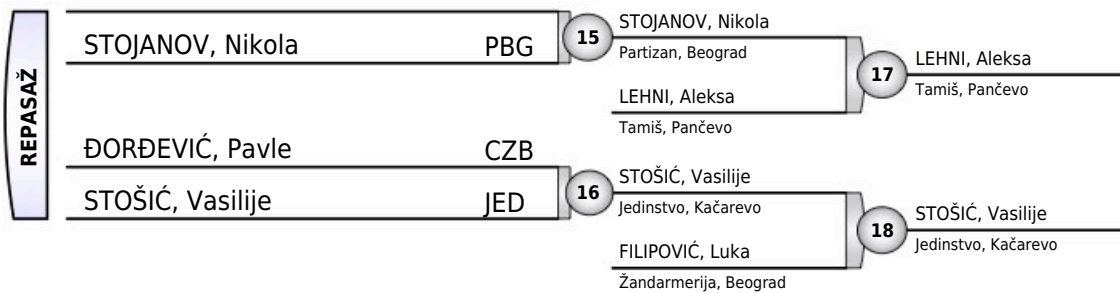 REPASAŽ
STOJANOV, Nikola PBG
ĐORĐEVIĆ, Pavle CZB
STOŠIĆ, Vasilije JED
15
STOJANOV, Nikola
Partizan, Beograd
LEHNI, Aleksa
Tamiš, Pančevo
16
STOŠIĆ, Vasilije
Jedinstvo, Kačarevo
FILIPOVIĆ, Luka
Žandarmerija, Beograd
17
LEHNI, Aleksa
Tamiš, Pančevo
18
STOŠIĆ, Vasilije
Jedinstvo, Kačarevo